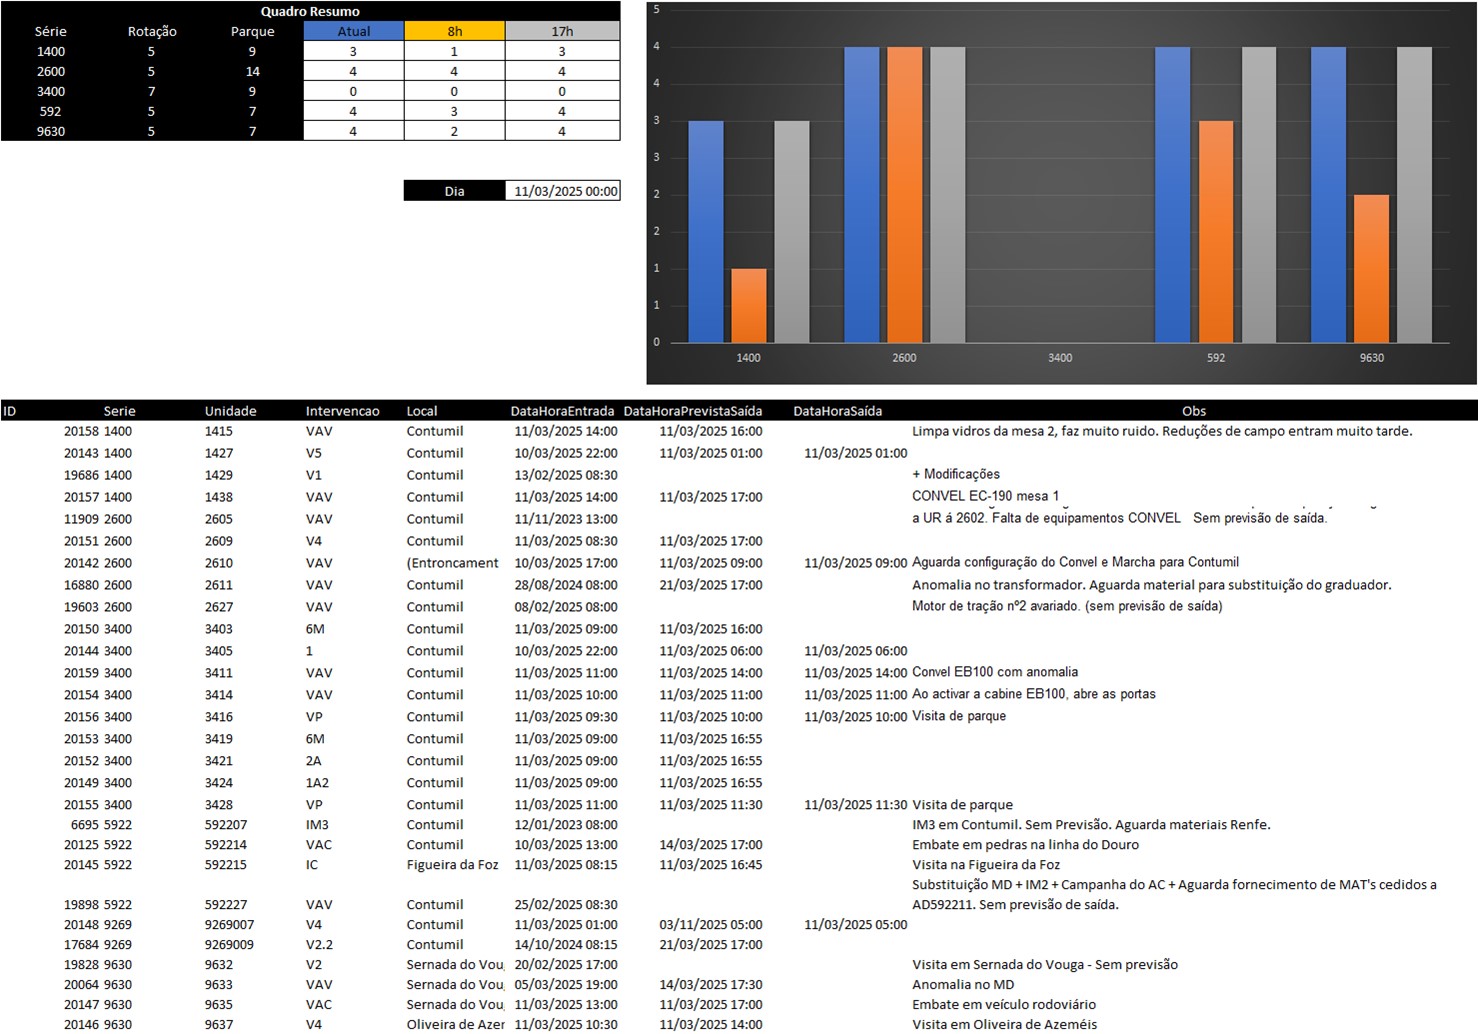 Quadro Resumo
Série Rotação Parque Atual 8h 17h
1400 5 9 3 1 3
2600 5 14 4 4 4
3400 7 9 0 0 0
592 5 7 4 3 4
9630 5 7 4 2 4
Dia 11/03/2025 00:00
5
4
4
3
3
2
2
1
1
0
1400 2600 3400 592 9630
ID Serie Unidade Intervencao Local DataHoraEntrada DataHoraPrevistaSaída DataHoraSaída Obs
20158 1400 1415 VAV Contumil 11/03/2025 14:00 11/03/2025 16:00 Limpa vidros da mesa 2, faz muito ruido. Reduções de campo entram muito tarde.
20143 1400 1427 V5 Contumil 10/03/2025 22:00 11/03/2025 01:00 11/03/2025 01:00
19686 1400 1429 V1 Contumil 13/02/2025 08:30 + Modificações
20157 1400 1438 VAV Contumil 11/03/2025 14:00 11/03/2025 17:00 CONVEL EC-190 mesa 1
11909 2600 2605 VAV Contumil 11/11/2023 13:00 a UR á 2602. Falta de equipamentos CONVEL Sem previsão de saída.
20151 2600 2609 V4 Contumil 11/03/2025 08:30 11/03/2025 17:00
20142 2600 2610 VAV (Entroncament 10/03/2025 17:00 11/03/2025 09:00 11/03/2025 09:00 Aguarda configuração do Convel e Marcha para Contumil
16880 2600 2611 VAV Contumil 28/08/2024 08:00 21/03/2025 17:00 Anomalia no transformador. Aguarda material para substituição do graduador.
19603 2600 2627 VAV Contumil 08/02/2025 08:00 Motor de tração nº2 avariado. (sem previsão de saída)
20150 3400 3403 6M Contumil 11/03/2025 09:00 11/03/2025 16:00
20144 3400 3405 1 Contumil 10/03/2025 22:00 11/03/2025 06:00 11/03/2025 06:00
20159 3400 3411 VAV Contumil 11/03/2025 11:00 11/03/2025 14:00 11/03/2025 14:00 Convel EB100 com anomalia
20154 3400 3414 VAV Contumil 11/03/2025 10:00 11/03/2025 11:00 11/03/2025 11:00 Ao activar a cabine EB100, abre as portas
20156 3400 3416 VP Contumil 11/03/2025 09:30 11/03/2025 10:00 11/03/2025 10:00 Visita de parque
20153 3400 3419 6M Contumil 11/03/2025 09:00 11/03/2025 16:55
20152 3400 3421 2A Contumil 11/03/2025 09:00 11/03/2025 16:55
20149 3400 3424 1A2 Contumil 11/03/2025 09:00 11/03/2025 16:55
20155 3400 3428 VP Contumil 11/03/2025 11:00 11/03/2025 11:30 11/03/2025 11:30 Visita de parque
6695 5922 592207 IM3 Contumil 12/01/2023 08:00 IM3 em Contumil. Sem Previsão. Aguarda materiais Renfe.
20125 5922 592214 VAC Contumil 10/03/2025 13:00 14/03/2025 17:00 Embate em pedras na linha do Douro
20145 5922 592215 IC Figueira da Foz 11/03/2025 08:15 11/03/2025 16:45 Visita na Figueira da Foz
Substituição MD + IM2 + Campanha do AC + Aguarda fornecimento de MAT's cedidos a
19898 5922 592227 VAV Contumil 25/02/2025 08:30 AD592211. Sem previsão de saída.
20148 9269 9269007 V4 Contumil 11/03/2025 01:00 03/11/2025 05:00 11/03/2025 05:00
17684 9269 9269009 V2.2 Contumil 14/10/2024 08:15 21/03/2025 17:00
19828 9630 9632 V2 Sernada do Vou 20/02/2025 17:00 Visita em Sernada do Vouga - Sem previsão
20064 9630 9633 VAV Sernada do Vou 05/03/2025 19:00 14/03/2025 17:30 Anomalia no MD
20147 9630 9635 VAC Sernada do Vou 11/03/2025 13:00 11/03/2025 17:00 Embate em veículo rodoviário
20146 9630 9637 V4 Oliveira de Azer 11/03/2025 10:30 11/03/2025 14:00 Visita em Oliveira de Azeméis